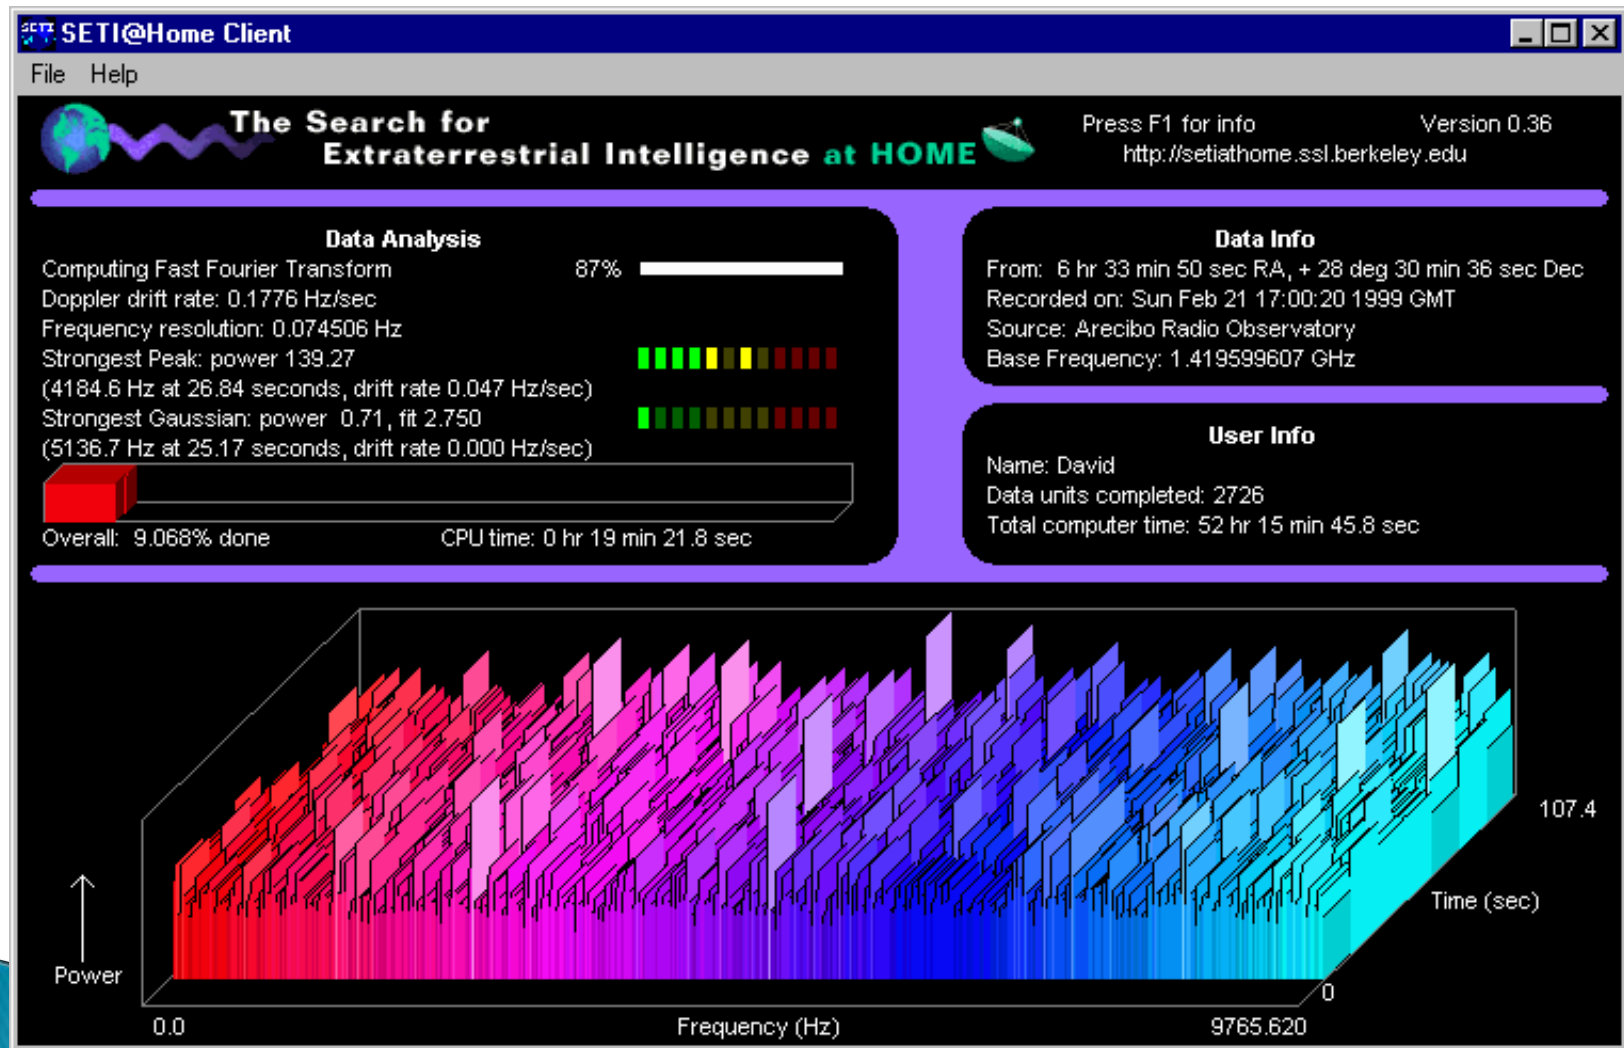 SETI@Home Client
File Help
The Search for
Extraterrestrial Intelligence at HOME
Press F1 for info Version 0.36
http://setiathome.ssl.berkeley.edu
Data Analysis
Computing Fast Fourier Transform 87%
Doppler drift rate: 0.1776 Hz/sec
Frequency resolution: 0.074506 Hz
Strongest Peak: power 139.27
(4184.6 Hz at 26.84 seconds, drift rate 0.047 Hz/sec)
Strongest Gaussian: power 0.71, fit 2.750
(5136.7 Hz at 25.17 seconds, drift rate 0.000 Hz/sec)
Overall: 9.068% done CPU time: 0 hr 19 min 21.8 sec
Data Info
From: 6 hr 33 min 50 sec RA, + 28 deg 30 min 36 sec Dec
Recorded on: Sun Feb 21 17:00:20 1999 GMT
Source: Arecibo Radio Observatory
Base Frequency: 1.419599607 GHz
User Info
Name: David
Data units completed: 2726
Total computer time: 52 hr 15 min 45.8 sec
107.4
Time (sec)
Power
0
0.0 Frequency (Hz) 9765.620